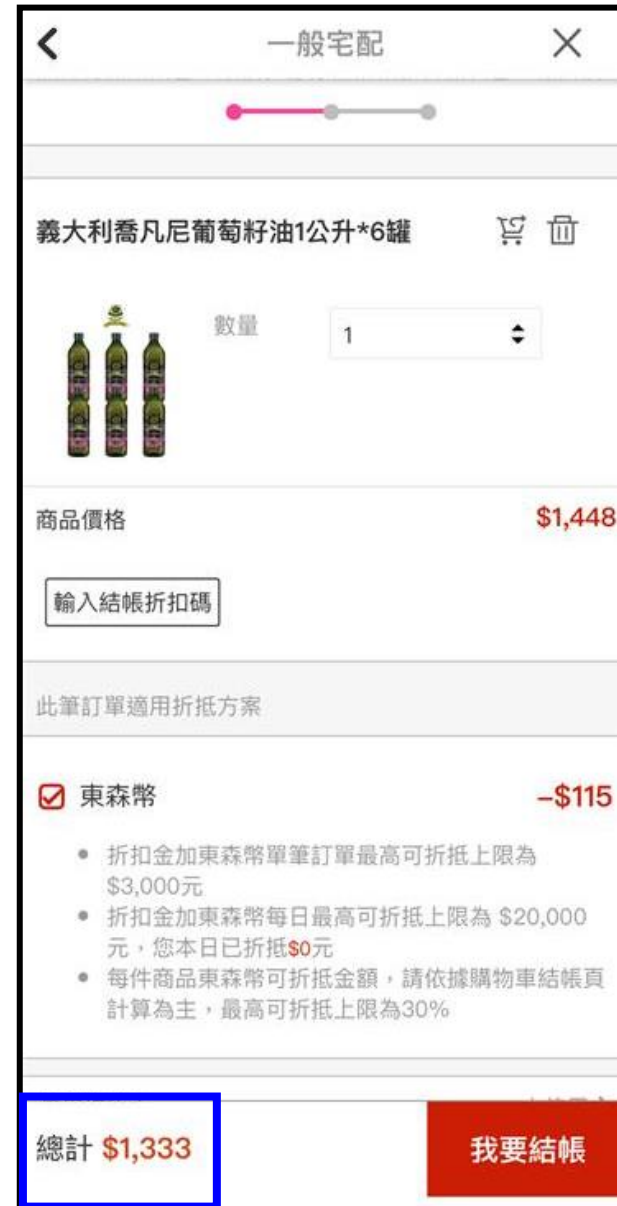 一般宅配
義大利喬凡尼葡萄籽油1公升*6罐
數量
1
商品價格
$1,448
輸入結帳折扣碼
此筆訂單適用折抵方案
東森幣
-$115
• 折扣金加東森幣單筆訂單最高可折抵上限為
$3,000元
• 折扣金加東森幣每日最高可折抵上限為 $20,000
元，您本日已折抵$0元
• 每件商品東森幣可折抵金額，請依據購物車結帳頁
計算為主，最高可折抵上限為30%
總計 $1,333
我要結帳